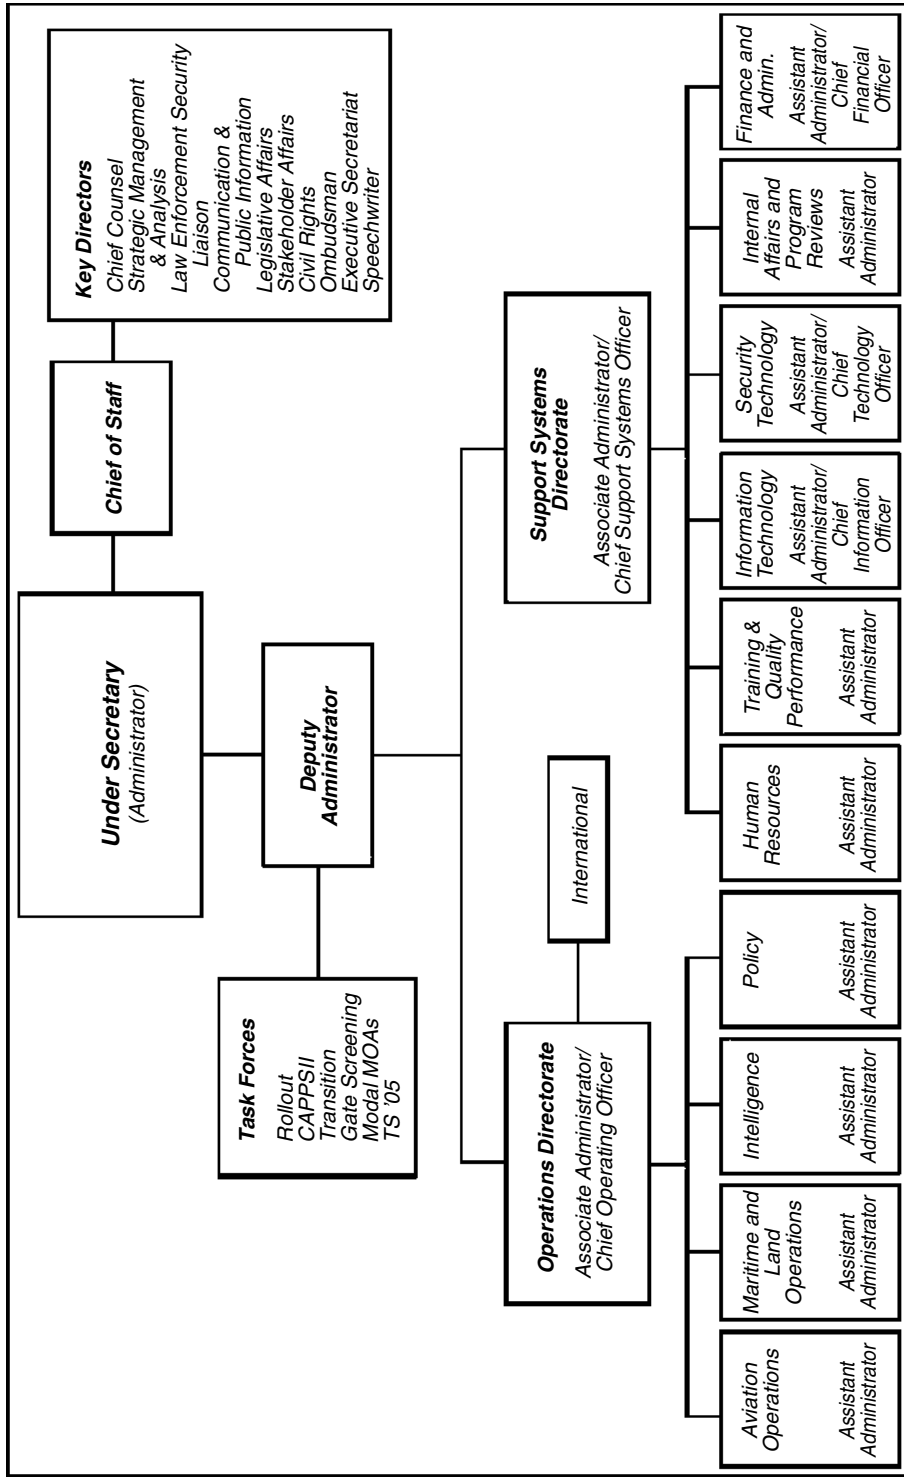 Under Secretary
(Administrator)
Chief of Staff
Key Directors
Chief Counsel
Strategic Management
& Analysis
Law Enforcement Security
Liaison
Communication &
Public Information
Legislative Affairs
Stakeholder Affairs
Civil Rights
Ombudsman
Executive Secretariat
Speechwriter
Deputy
Administrator
Task Forces
Rollout
CAPPSII
Transition
Gate Screening
Modal MOAs
TS '05
Operations Directorate
Associate Administrator/
Chief Operating Officer
International
Support Systems
Directorate
Associate Administrator/
Chief Support Systems Officer
Aviation
Operations
Assistant
Administrator
Maritime and
Land
Operations
Assistant
Administrator
Intelligence
Assistant
Administrator
Policy
Assistant
Administrator
Human
Resources
Assistant
Administrator
Training &
Quality
Performance
Assistant
Administrator
Information
Technology
Assistant
Administrator/
Chief
Information
Officer
Security
Technology
Assistant
Administrator/
Chief
Technology
Officer
Internal
Affairs and
Program
Reviews
Assistant
Administrator
Finance and
Admin.
Assistant
Administrator/
Chief
Financial
Officer